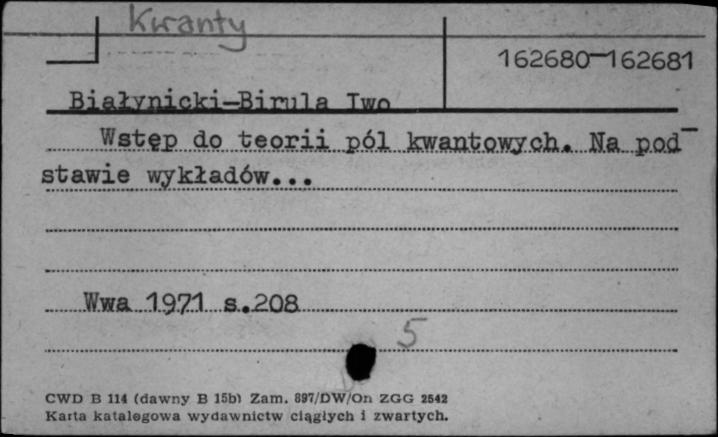 Kwanty
162680-162681
Białynicki-Birula Iwo
Wstęp do teorii pól kwantowych. Na pod-
stawie wykładów...
Wwa 1971 s.208
5
CWD B 114 (dawny B 15b) Zam. 897/DW/On ZGG 2542
Karta katalogowa wydawnictw ciągłych i zwartych.